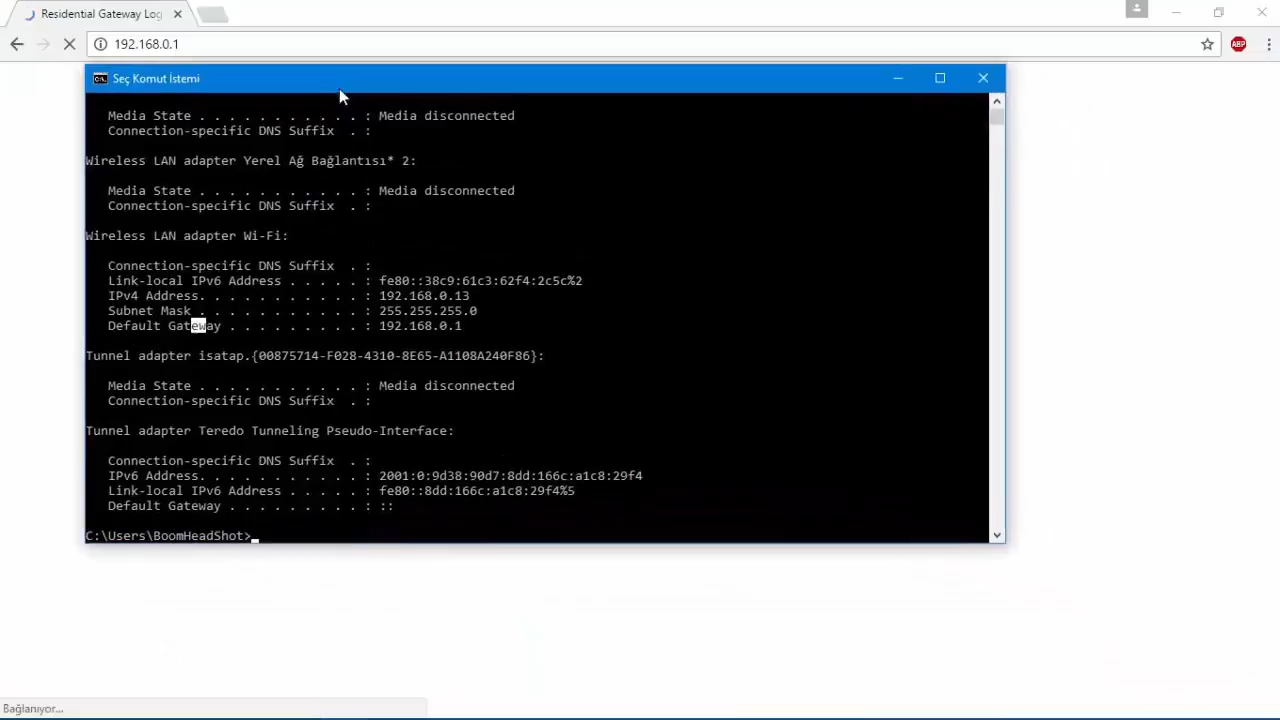 Residential Gateway Log
192.168.0.1
ABP
Seç Komut İstemi
Media State . . . . . . . . . . . : Media disconnected
Connection-specific DNS Suffix  . :
Wireless LAN adapter Yerel Ağ Bağlantısı* 2:
Media State . . . . . . . . . . . : Media disconnected
Connection-specific DNS Suffix  . :
Wireless LAN adapter Wi-Fi:
Connection-specific DNS Suffix  . :
Link-local IPv6 Address . . . . . : fe80::38c9:61c3:62f4:2c5c%2
IPv4 Address. . . . . . . . . . . : 192.168.0.13
Subnet Mask . . . . . . . . . . . : 255.255.255.0
Default Gateway . . . . . . . . . : 192.168.0.1
Tunnel adapter isatap.{00875714-F028-4310-8E65-A1108A240F86}:
Media State . . . . . . . . . . . : Media disconnected
Connection-specific DNS Suffix  . :
Tunnel adapter Teredo Tunneling Pseudo-Interface:
Connection-specific DNS Suffix  . :
IPv6 Address. . . . . . . . . . . : 2001:0:9d38:90d7:8dd:166c:a1c8:29f4
Link-local IPv6 Address . . . . . : fe80::8dd:166c:a1c8:29f4%5
Default Gateway . . . . . . . . . : ::
C:\Users\BoomHeadShot>
Bağlanıyor...